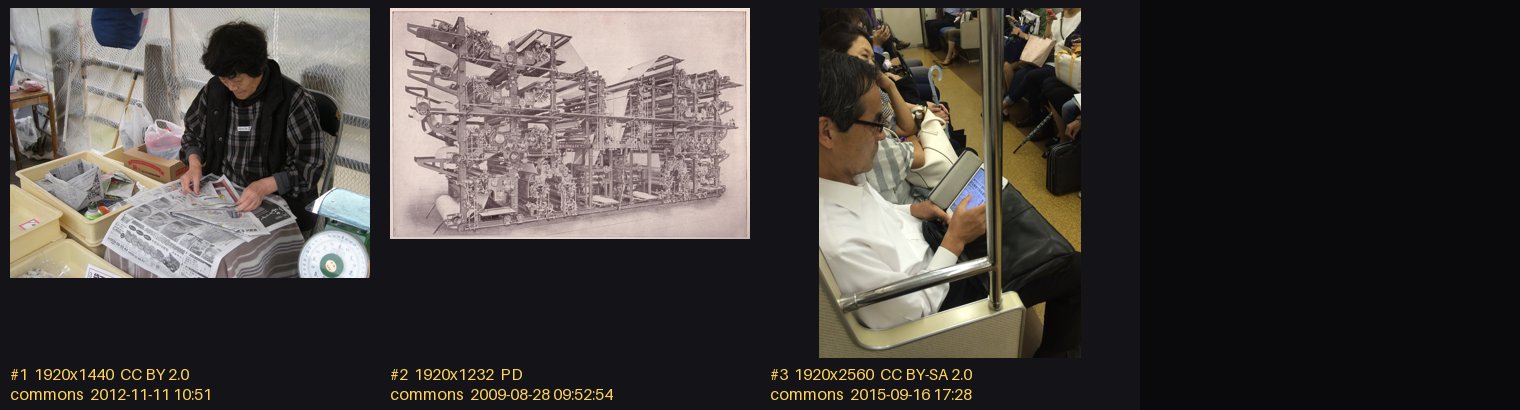 #1 1920x1440 CC BY 2.0
commons 2012-11-11 10:51
#2 1920x1232 PD
commons 2009-08-28 09:52:54
#3 1920x2560 CC BY-SA 2.0
commons 2015-09-16 17:28